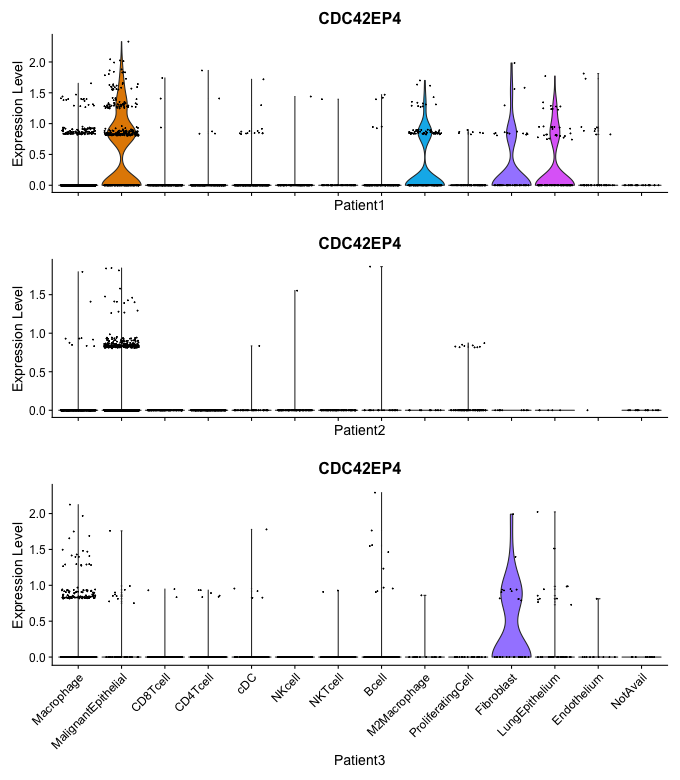 CDC42EP4
Expression Level
2.0
1.5
1.0
0.5
0.0
Patient1
CDC42EP4
Expression Level
1.5
1.0
0.5
0.0
Patient2
CDC42EP4
Expression Level
2.0
1.5
1.0
0.5
0.0
Macrophage
MalignantEpithelial
CD8Tcell
CD4Tcell
cDC
NKcell
NKTcell
Bcell
M2Macrophage
ProliferatingCell
Fibroblast
LungEpithelium
Endothelium
NotAvail
Patient3